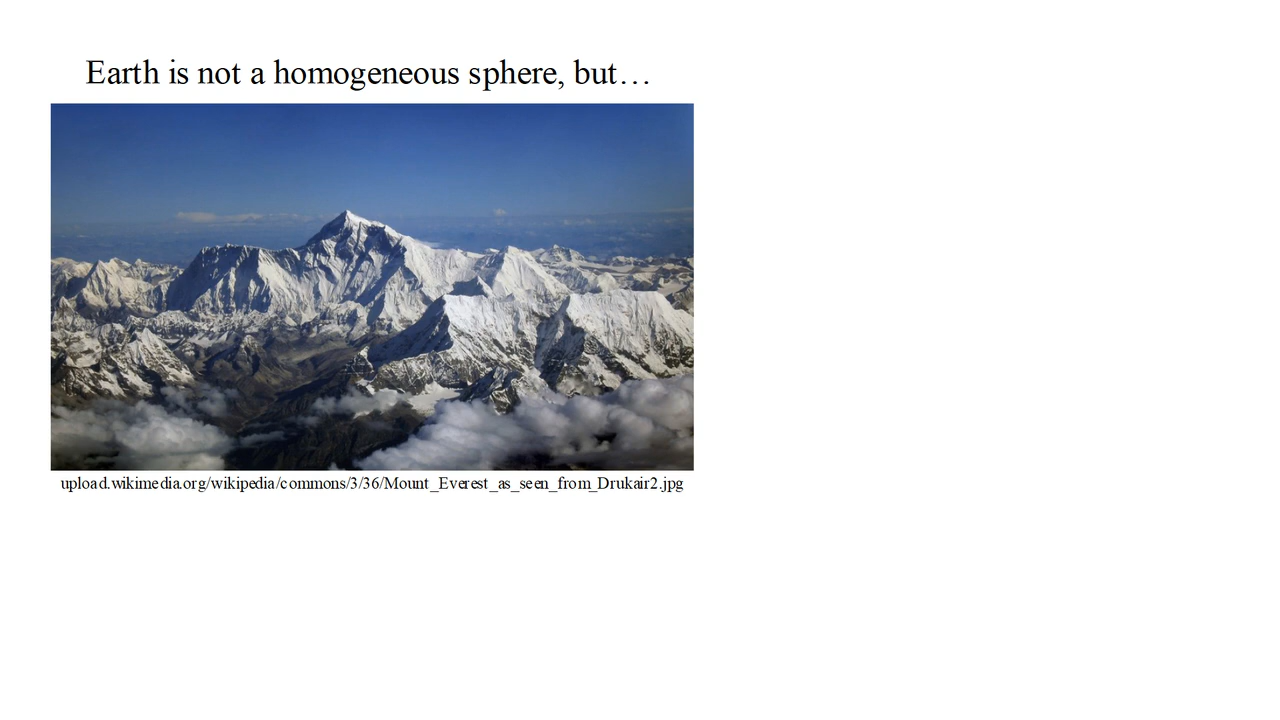 Earth is not a homogeneous sphere, but…
upload.wikimedia.org/wikipedia/commons/3/36/Mount_Everest_as_seen_from_Drukair2.jpg